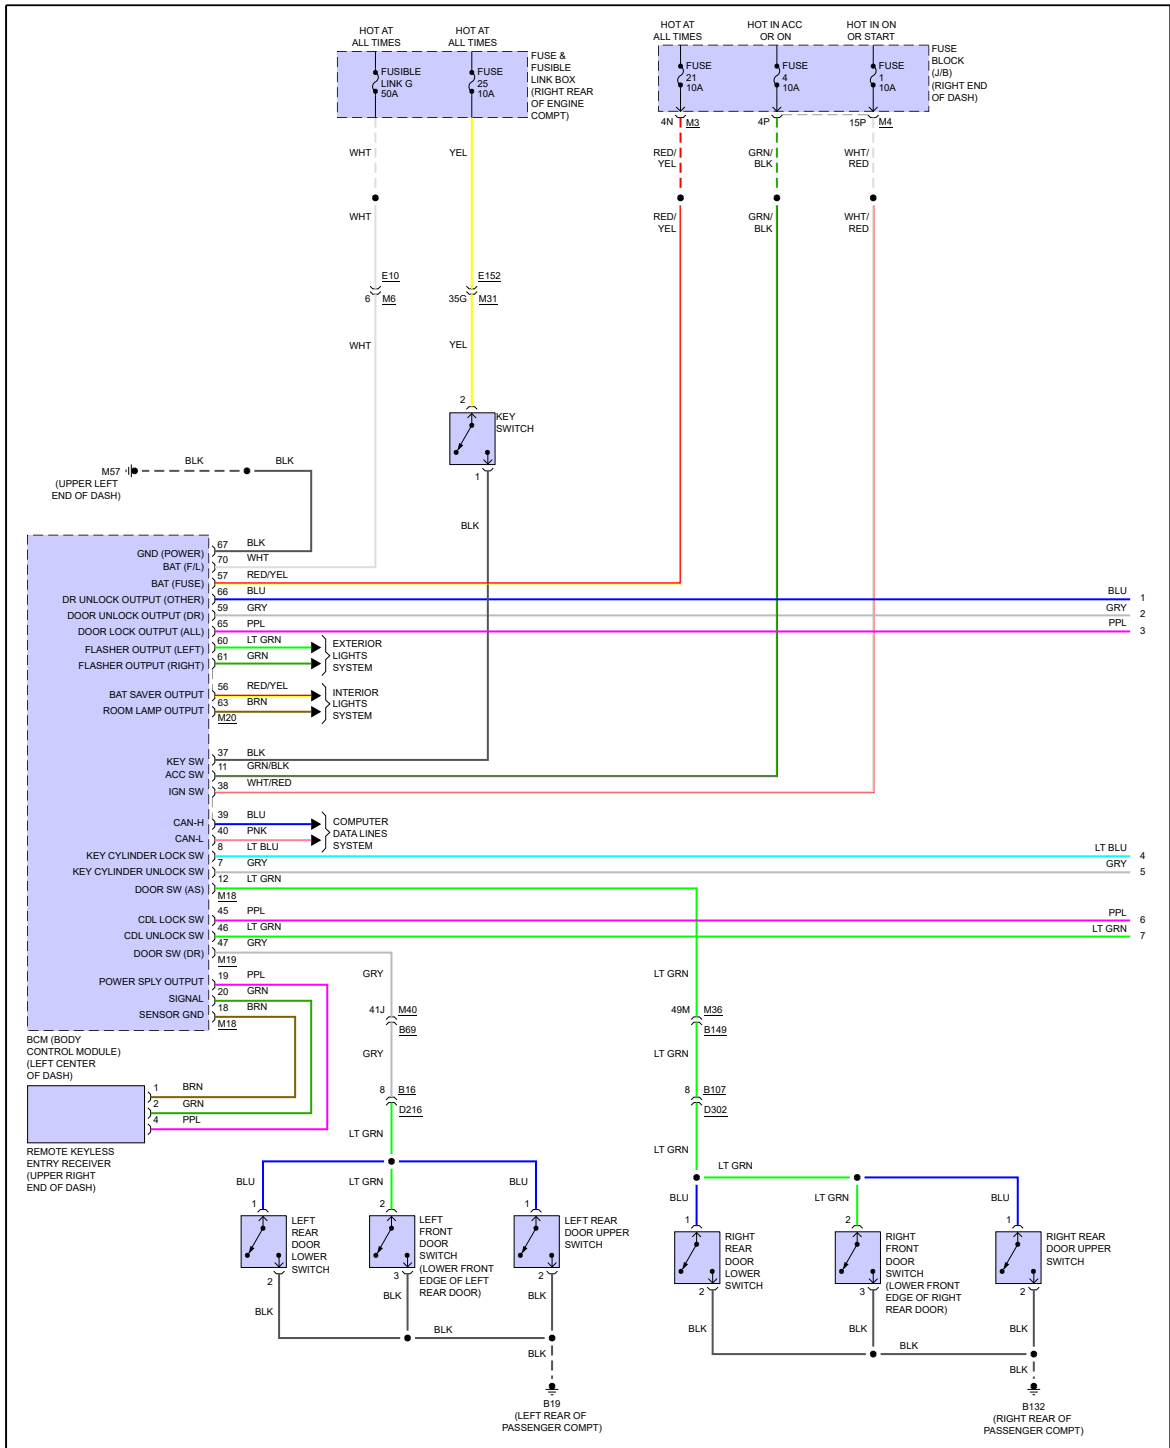 HOT AT
ALL TIMES
HOT AT
ALL TIMES
HOT AT
ALL TIMES
HOT IN ACC
OR ON
HOT IN ON
OR START
FUSIBLE
LINK G
50A
FUSE
25
10A
FUSE &
FUSIBLE
LINK BOX
(RIGHT REAR
OF ENGINE
COMPT)
FUSE
21
10A
FUSE
4
10A
FUSE
1
10A
FUSE
BLOCK
(J/B)
(RIGHT END
OF DASH)
4N
M3
4P
15P
M4
WHT
YEL
RED/
YEL
GRN/
BLK
WHT/
RED
WHT
RED/
YEL
GRN/
BLK
WHT/
RED
E10
6
M6
E152
35G
M31
WHT
YEL
2
KEY
SWITCH
1
BLK
M57
(UPPER LEFT
END OF DASH)
BLK
BLK
GND (POWER)
67
BLK
BAT (F/L)
70
WHT
BAT (FUSE)
57
RED/YEL
DR UNLOCK OUTPUT (OTHER)
66
BLU
BLU
1
DOOR UNLOCK OUTPUT (DR)
59
GRY
GRY
2
DOOR LOCK OUTPUT (ALL)
65
PPL
PPL
3
FLASHER OUTPUT (LEFT)
60
LT GRN
FLASHER OUTPUT (RIGHT)
61
GRN
EXTERIOR
LIGHTS
SYSTEM
BAT SAVER OUTPUT
56
RED/YEL
ROOM LAMP OUTPUT
63
BRN
M20
INTERIOR
LIGHTS
SYSTEM
KEY SW
37
BLK
ACC SW
11
GRN/BLK
IGN SW
38
WHT/RED
CAN-H
39
BLU
CAN-L
40
PNK
COMPUTER
DATA LINES
SYSTEM
KEY CYLINDER LOCK SW
8
LT BLU
LT BLU
4
KEY CYLINDER UNLOCK SW
7
GRY
GRY
5
DOOR SW (AS)
12
LT GRN
M18
CDL LOCK SW
45
PPL
PPL
6
CDL UNLOCK SW
46
LT GRN
LT GRN
7
DOOR SW (DR)
47
GRY
M19
POWER SPLY OUTPUT
19
PPL
SIGNAL
20
GRN
SENSOR GND
18
BRN
M18
BCM (BODY
CONTROL MODULE)
(LEFT CENTER
OF DASH)
1
BRN
2
GRN
4
PPL
REMOTE KEYLESS
ENTRY RECEIVER
(UPPER RIGHT
END OF DASH)
GRY
41J
M40
B69
GRY
8
B16
D216
LT GRN
BLU
LT GRN
BLU
1
2
1
LEFT
REAR
DOOR
LOWER
SWITCH
LEFT
FRONT
DOOR
SWITCH
(LOWER FRONT
EDGE OF LEFT
REAR DOOR)
LEFT REAR
DOOR UPPER
SWITCH
2
3
2
BLK
BLK
BLK
BLK
BLK
B19
(LEFT REAR OF
PASSENGER COMPT)
LT GRN
49M
M36
B149
LT GRN
8
B107
D302
LT GRN
LT GRN
BLU
LT GRN
BLU
1
2
1
RIGHT
REAR
DOOR
LOWER
SWITCH
RIGHT
FRONT
DOOR
SWITCH
(LOWER FRONT
EDGE OF RIGHT
REAR DOOR)
RIGHT REAR
DOOR UPPER
SWITCH
2
3
2
BLK
BLK
BLK
BLK
BLK
B132
(RIGHT REAR OF
PASSENGER COMPT)